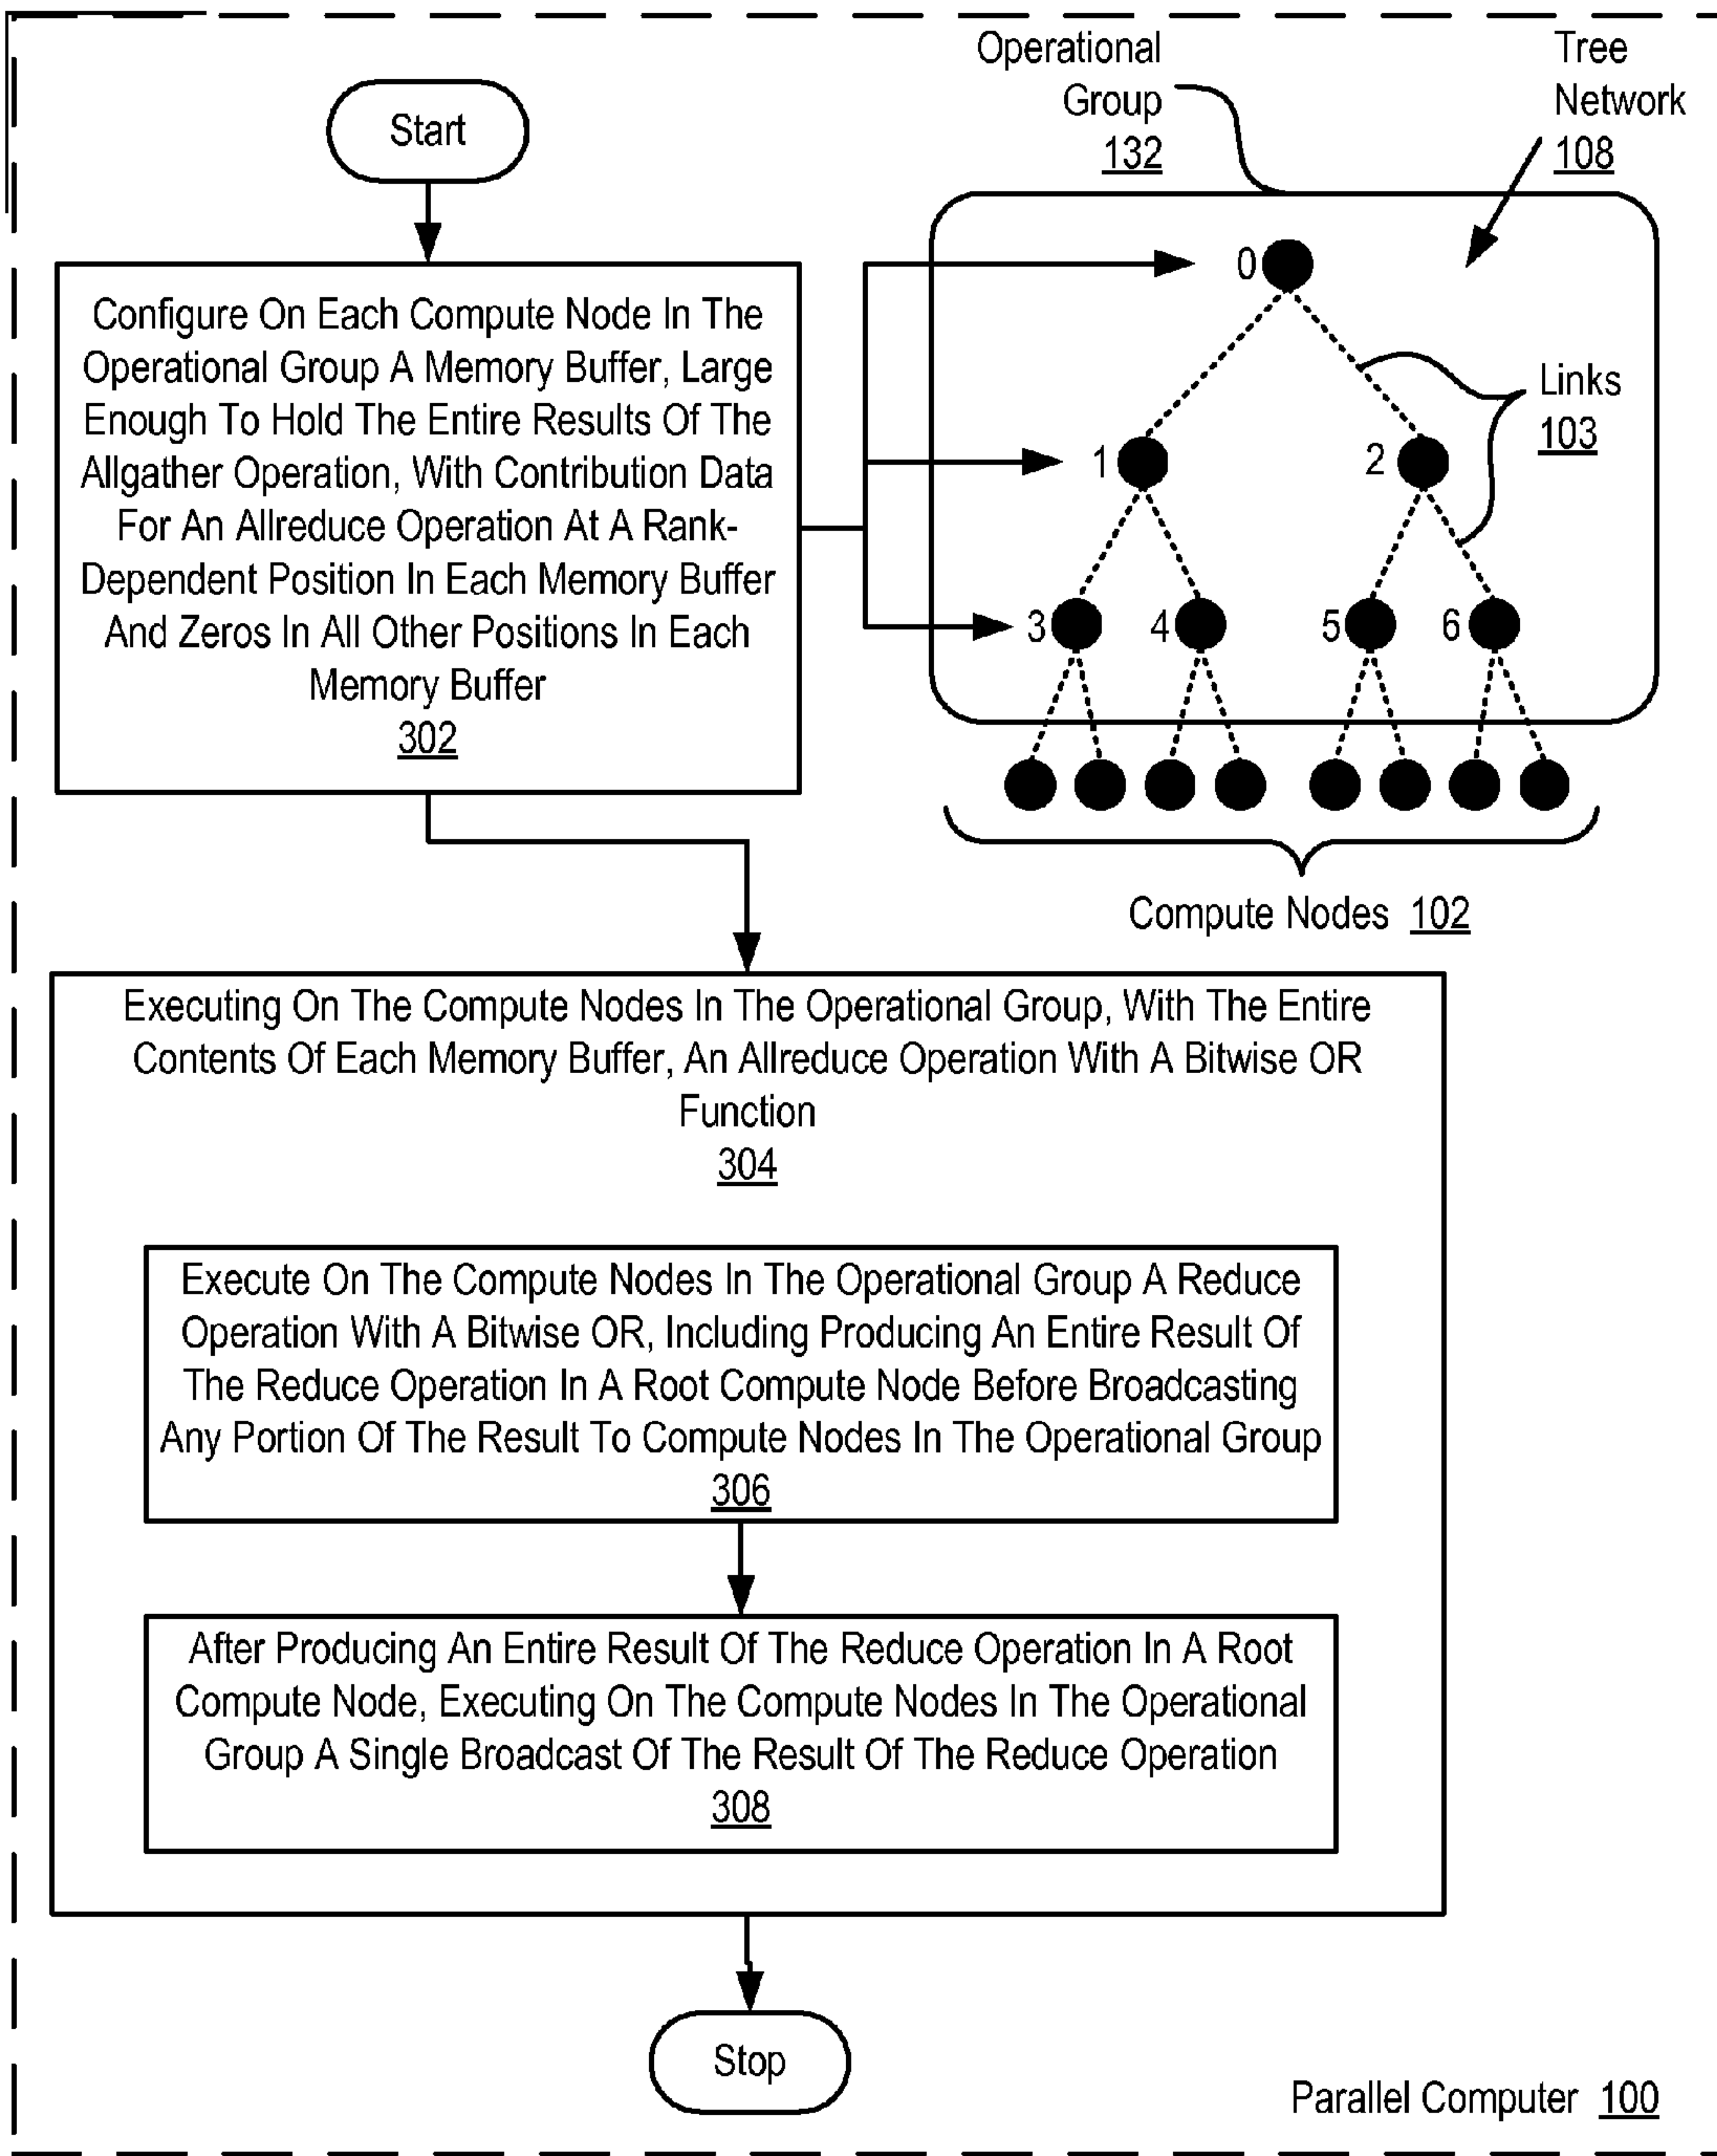 Start
Operational
Group
132
Tree
Network
108
Configure On Each Compute Node In The
Operational Group A Memory Buffer, Large
Enough To Hold The Entire Results Of The
Allgather Operation, With Contribution Data
For An Allreduce Operation At A Rank-
Dependent Position In Each Memory Buffer
And Zeros In All Other Positions In Each
Memory Buffer
302
0
1
2
3
4
5
6
Links
103
Compute Nodes 102
Executing On The Compute Nodes In The Operational Group, With The Entire
Contents Of Each Memory Buffer, An Allreduce Operation With A Bitwise OR
Function
304
Execute On The Compute Nodes In The Operational Group A Reduce
Operation With A Bitwise OR, Including Producing An Entire Result Of
The Reduce Operation In A Root Compute Node Before Broadcasting
Any Portion Of The Result To Compute Nodes In The Operational Group
306
After Producing An Entire Result Of The Reduce Operation In A Root
Compute Node, Executing On The Compute Nodes In The Operational
Group A Single Broadcast Of The Result Of The Reduce Operation
308
Stop
Parallel Computer 100